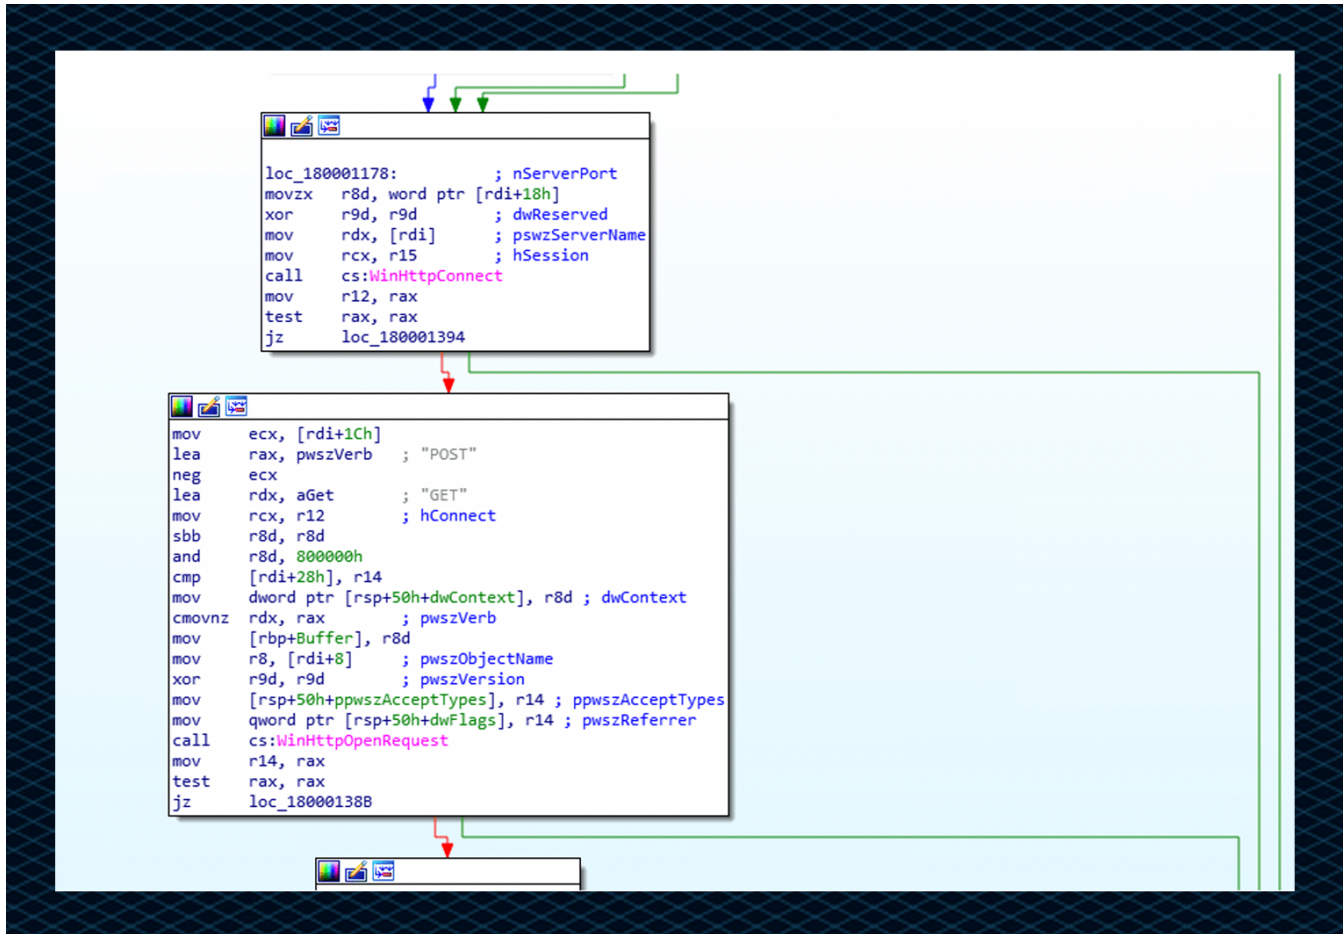 loc_180001178: ; nServerPort
movzx r8d, word ptr [rdi+18h]
xor r9d, r9d ; dwReserved
mov rdx, [rdi] ; pswzServerName
mov rcx, r15 ; hSession
call cs:WinHttpConnect
mov r12, rax
test rax, rax
jz loc_180001394
mov ecx, [rdi+1Ch]
lea rax, pwszVerb ; "POST"
neg ecx
lea rdx, aGet ; "GET"
mov rcx, r12 ; hConnect
sbb r8d, r8d
and r8d, 800000h
cmp [rdi+28h], r14
mov dword ptr [rsp+50h+dwContext], r8d ; dwContext
cmovnz rdx, rax ; pwszVerb
mov [rbp+Buffer], r8d
mov r8, [rdi+8] ; pwszObjectName
xor r9d, r9d ; pwszVersion
mov [rsp+50h+ppwszAcceptTypes], r14 ; ppwszAcceptTypes
mov qword ptr [rsp+50h+dwFlags], r14 ; pwszReferrer
call cs:WinHttpOpenRequest
mov r14, rax
test rax, rax
jz loc_18000138B